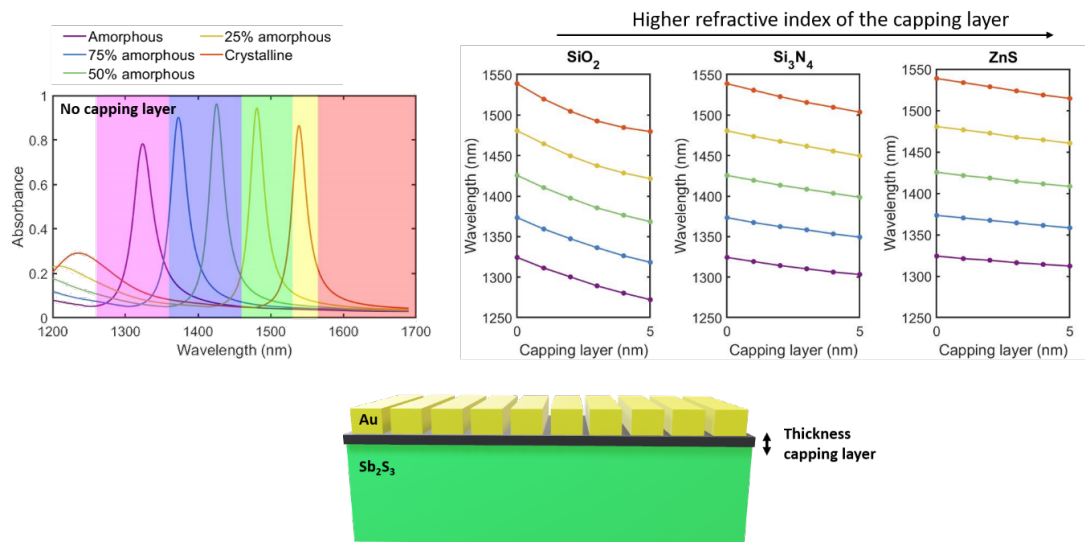 Higher refractive index of the capping layer
Amorphous
75% amorphous
50% amorphous
25% amorphous
Crystalline
No capping layer
Absorbance
1
0.8
0.6
0.4
0.2
0
1200 1300 1400 1500 1600 1700
Wavelength (nm)
SiO2
Wavelength (nm)
1550
1500
1450
1400
1350
1300
1250
0 5
Capping layer (nm)
Si3N4
Wavelength (nm)
1550
1500
1450
1400
1350
1300
1250
0 5
Capping layer (nm)
ZnS
Wavelength (nm)
1550
1500
1450
1400
1350
1300
1250
0 5
Capping layer (nm)
Au
Sb2S3
Thickness
capping layer